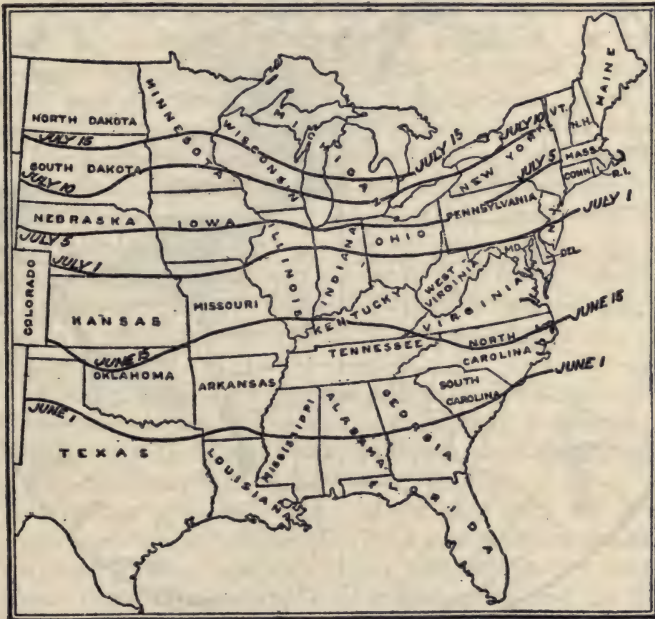 MAINE
NORTH DAKOTA
MINNESOTA
JULY 15
WISCONSIN
MICHIGAN
JULY 15
JULY 10
VT.
N.H.
SOUTH DAKOTA
JULY 10
NEW YORK
JULY 5
MASS.
CONN.
R.I.
NEBRASKA
IOWA
PENNSYLVANIA
N.J.
JULY 1
JULY 5
ILLINOIS
INDIANA
OHIO
MD.
DEL.
JULY 1
COLORADO
KANSAS
MISSOURI
KENTUCKY
WEST
VIRGINIA
VIRGINIA
JUNE 15
JUNE 15
OKLAHOMA
ARKANSAS
TENNESSEE
NORTH
CAROLINA
JUNE 1
SOUTH
CAROLINA
JUNE 1
TEXAS
LOUISIANA
MISSISSIPPI
ALABAMA
GEORGIA
FLORIDA